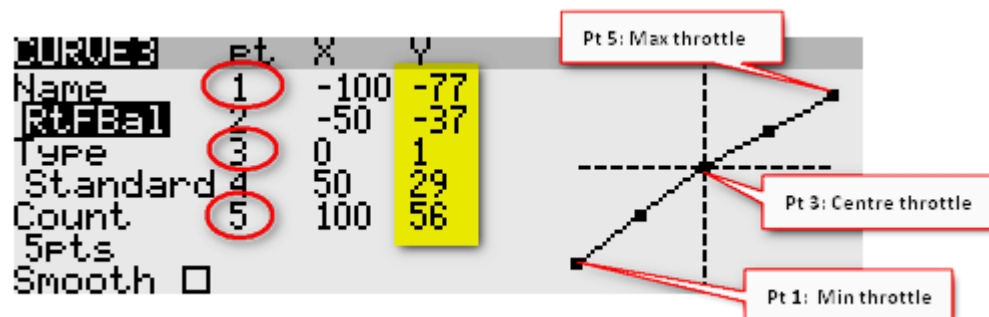 CURVE3 pt X Y
Name 1 -100 -77
RtFBal 2 -50 -37
Type 3 0 1
Standard 4 50 29
Count 5 100 56
5pts
Smooth
Pt 5: Max throttle
Pt 3: Centre throttle
Pt 1: Min throttle